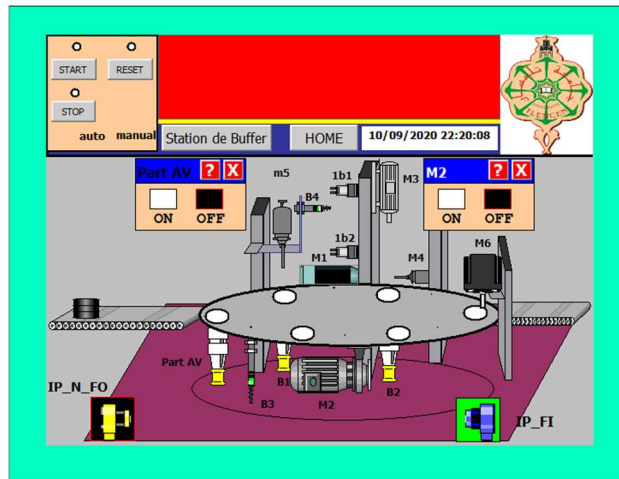 START
RESET
STOP
auto
manual
Station de Buffer
HOME
10/09/2020 22:20:08
Part AV
? X
ON
OFF
m5
B4
1b1
M3
M2
? X
ON
OFF
1b2
M1
M4
M6
Part AV
IP_N_FO
B1
B3
M2
B2
IP_FI